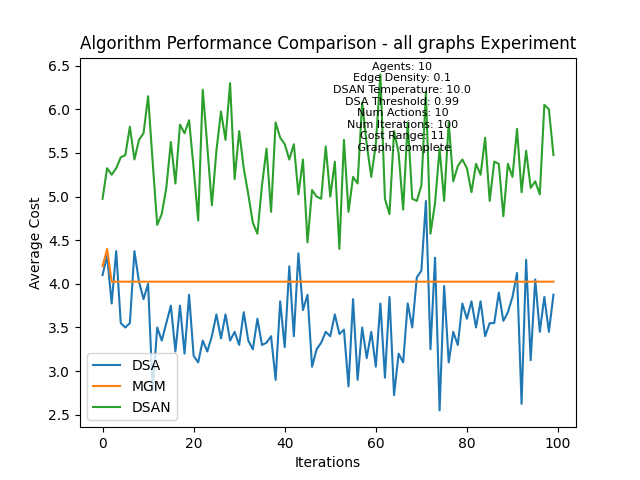 Algorithm Performance Comparison - all graphs Experiment
Agents: 10
Edge Density: 0.1
DSAN Temperature: 10.0
DSA Threshold: 0.99
Num Actions: 10
Num Iterations: 100
Cost Range: 11
Graph: complete
6.5
6.0
5.5
5.0
4.5
4.0
3.5
3.0
2.5
Average Cost
DSA
MGM
DSAN
0
20
40
60
80
100
Iterations